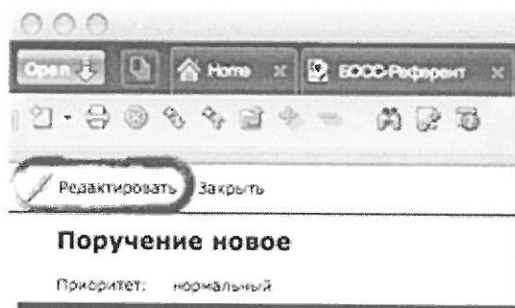 Open Home БОСС-Референт
Редактировать Закрыть
Поручение новое
Приоритет: нормальный